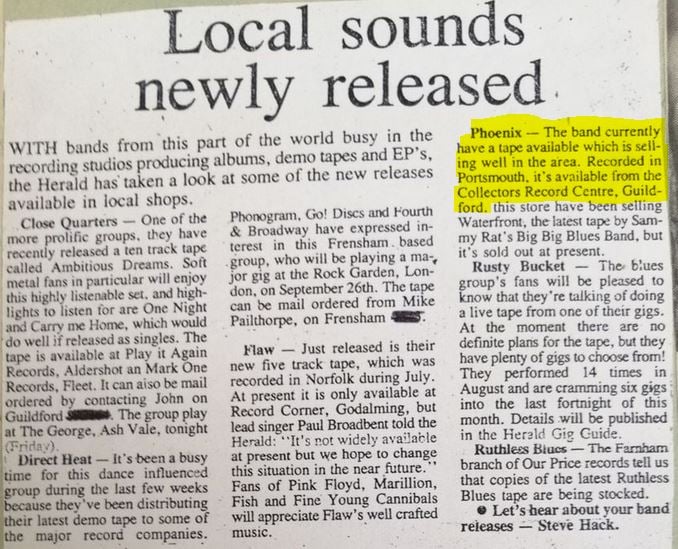 Local sounds
newly released
WITH bands from this part of the world busy in the
recording studios producing albums, demo tapes and EP's,
the Herald has taken a look at some of the new releases
available in local shops.
Close Quarters — One of the
more prolific groups, they have
recently released a ten track tape
called Ambitious Dreams. Soft
metal fans in particular will enjoy
this highly listenable set, and high-
lights to listen for are One Night
and Carry me Home, which would
do well if released as singles. The
tape is available at Play it Again
Records, Aldershot an Mark One
Records, Fleet. It can also be mail
ordered by contacting John on
Guildford . The group play
at The George, Ash Vale, tonight
(Friday).
Direct Heat — It's been a busy
time for this dance influenced
group during the last few weeks
because they've been distributing
their latest demo tape to some of
the major record companies.
Phonogram, Go! Discs and Fourth
& Broadway have expressed in-
terest in this Frensham based
group, who will be playing a ma-
jor gig at the Rock Garden, Lon-
don, on September 26th. The tape
can be mail ordered from Mike
Pailthorpe, on Frensham .
Flaw — Just released is their
new five track tape, which was
recorded in Norfolk during July.
At present it is only available at
Record Corner, Godalming, but
lead singer Paul Broadbent told the
Herald: "It's not widely available
at present but we hope to change
this situation in the near future."
Fans of Pink Floyd, Marillion,
Fish and Fine Young Cannibals
will appreciate Flaw's well crafted
music.
Phoenix — The band currently
have a tape available which is sell-
ing well in the area. Recorded in
Portsmouth, it's available from the
Collectors Record Centre, Guild-
ford. this store have been selling
Waterfront, the latest tape by Sam-
my Rat's Big Big Blues Band, but
it's sold out at present.
Rusty Bucket — The blues
group's fans will be pleased to
know that they're talking of doing
a live tape from one of their gigs.
At the moment there are no
definite plans for the tape, but they
have plenty of gigs to choose from!
They performed 14 times in
August and are cramming six gigs
into the last fortnight of this
month. Details will be published
in the Herald Gig Guide.
Ruthless Blues — The Farnham
branch of Our Price records tell us
that copies of the latest Ruthless
Blues tape are being stocked.
● Let's hear about your band
releases — Steve Hack.